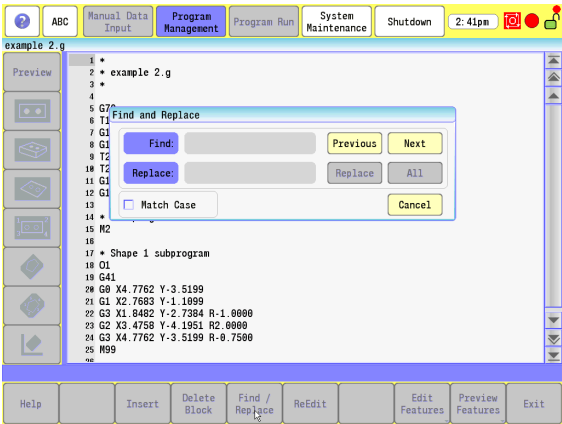 ?
ABC
Manual Data
Input
Program
Management
Program Run
System
Maintenance
Shutdown
2:41pm
example 2.g
Preview
1 *
2 * example 2.g
3 *
4
5 G70
6 T1
7 G1
8 G1
9 T2
10 T2
11 G1
12 G1
13
14 *
15 M2
16
17 * Shape 1 subprogram
18 O1
19 G41
20 G0 X4.7762 Y-3.5199
21 G1 X2.7683 Y-1.1099
22 G3 X1.8482 Y-2.7384 R-1.0000
23 G2 X3.4758 Y-4.1951 R2.0000
24 G3 X4.7762 Y-3.5199 R-0.7500
25 M99
26
Find and Replace
Find:
Previous
Next
Replace:
Replace
All
Match Case
Cancel
Help
Insert
Delete
Block
Find /
Replace
ReEdit
Edit
Features
Preview
Features
Exit